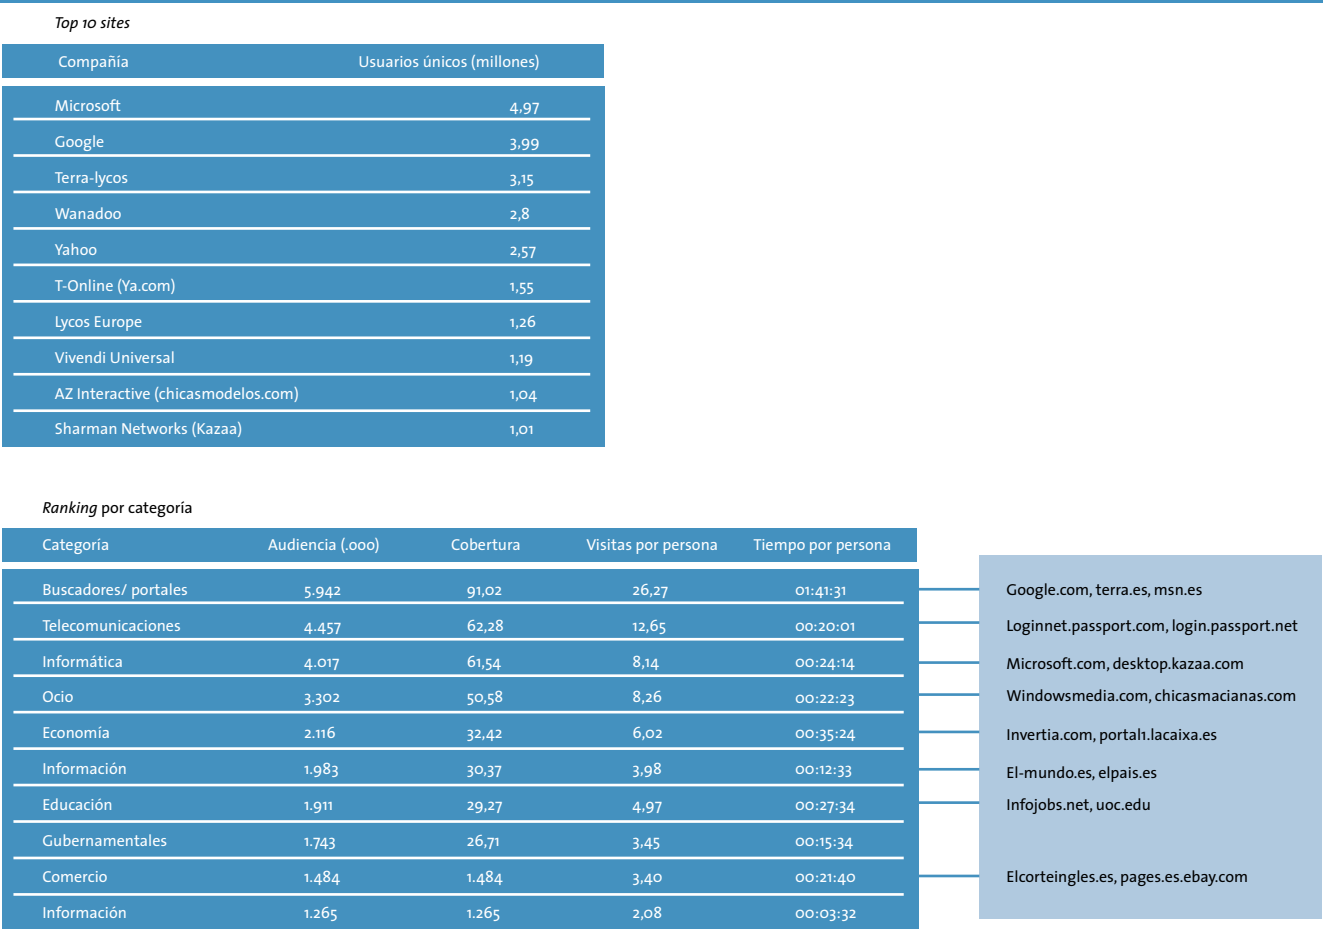 Top 10 sites
Compañía Usuarios únicos (millones)
Microsoft 4,97
Google 3,99
Terra-lycos 3,15
Wanadoo 2,8
Yahoo 2,57
T-Online (Ya.com) 1,55
Lycos Europe 1,26
Vivendi Universal 1,19
AZ Interactive (chicasmodelos.com) 1,04
Sharman Networks (Kazaa) 1,01
Ranking por categoría
Categoría Audiencia (.000) Cobertura Visitas por persona Tiempo por persona
Buscadores/ portales 5.942 91,02 26,27 01:41:31 Google.com, terra.es, msn.es
Telecomunicaciones 4.457 62,28 12,65 00:20:01 Loginnet.passport.com, login.passport.net
Informática 4.017 61,54 8,14 00:24:14 Microsoft.com, desktop.kazaa.com
Ocio 3.302 50,58 8,26 00:22:23 Windowsmedia.com, chicasmacianas.com
Economía 2.116 32,42 6,02 00:35:24 Invertia.com, portal1.lacaixa.es
Información 1.983 30,37 3,98 00:12:33 El-mundo.es, elpais.es
Educación 1.911 29,27 4,97 00:27:34 Infojobs.net, uoc.edu
Gubernamentales 1.743 26,71 3,45 00:15:34
Comercio 1.484 1.484 3,40 00:21:40 Elcorteingles.es, pages.es.ebay.com
Información 1.265 1.265 2,08 00:03:32